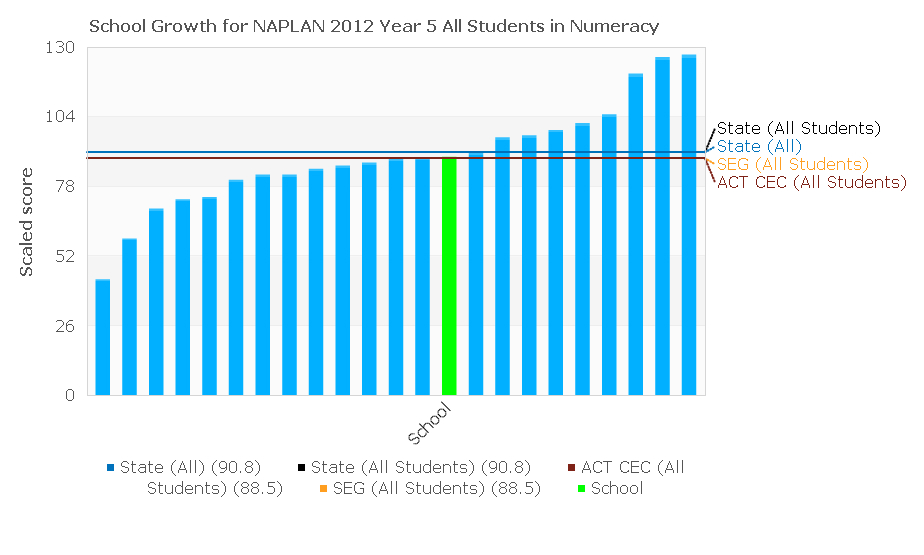 School Growth for NAPLAN 2012 Year 5 All Students in Numeracy
130
104
78
52
26
0
Scaled score
State (All Students)
State (All)
SEG (All Students)
ACT CEC (All Students)
School
State (All) (90.8) State (All Students) (90.8) ACT CEC (All
Students) (88.5) SEG (All Students) (88.5) School